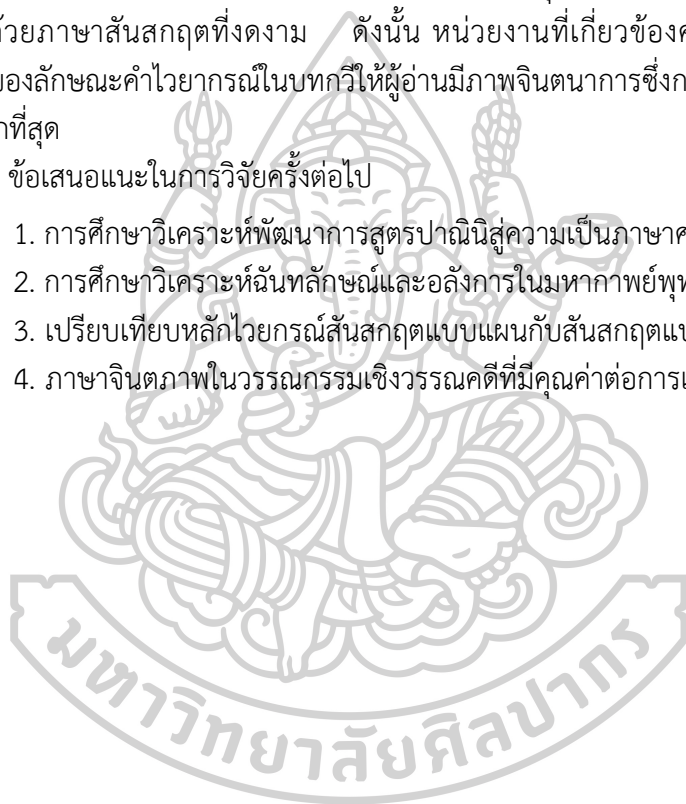 ด้วยภาษาสันสกฤตที่งดงาม ดังนั้น หน่วยงานที่เกี่ยวข้อง
ของลักษณะคำไวยากรณ์ในบทกวีให้ผู้อ่านมีภาพจินตนาการซึ่ง
ที่สุด
ข้อเสนอแนะในการวิจัยครั้งต่อไป
1. การศึกษาวิเคราะห์พัฒนาการสูตรปาณินิสู่ความเป็นภาษา
2. การศึกษาวิเคราะห์ฉันทลักษณ์และอลังการในมหากาพย์
3. เปรียบเทียบหลักไวยกรณ์สันสกฤตแบบแผนกับสันสกฤต
4. ภาษาจินตภาพในวรรณกรรมเชิงวรรณคดีที่มีคุณค่าต่อการ
มหาวิทยาลัยศิลปากร